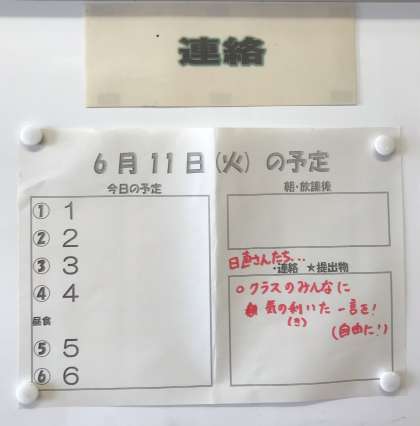 連絡
6月11日(火)の予定
今日の予定
① 1
② 2
③ 3
④ 4
昼食
⑤ 5
⑥ 6
朝・放課後
日直さんたち...
・連絡 ★提出物
○クラスのみんなに
気の利いた一言を!
(き)
(自由に!)